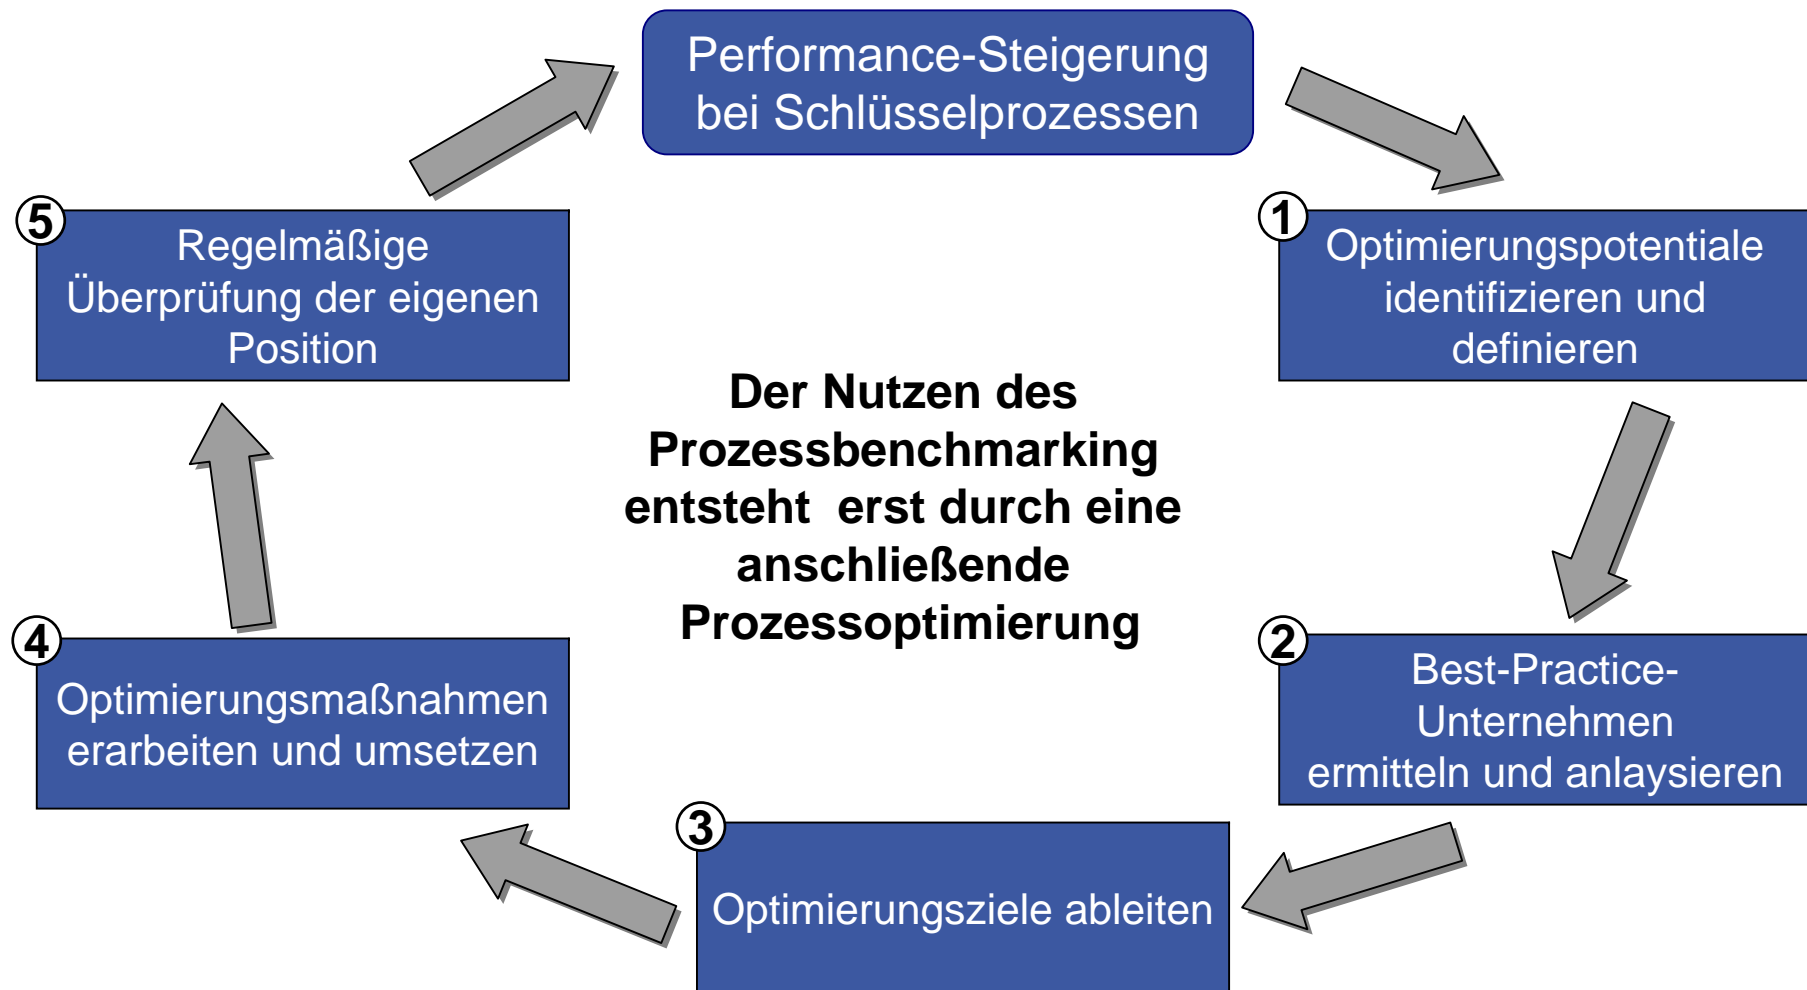 Performance-Steigerung
bei Schlüsselprozessen
1
Optimierungspotentiale
identifizieren und
definieren
2
Best-Practice-
Unternehmen
ermitteln und anlaysieren
3
Optimierungsziele ableiten
4
Optimierungsmaßnahmen
erarbeiten und umsetzen
5
Regelmäßige
Überprüfung der eigenen
Position
Der Nutzen des
Prozessbenchmarking
entsteht  erst durch eine
anschließende
Prozessoptimierung